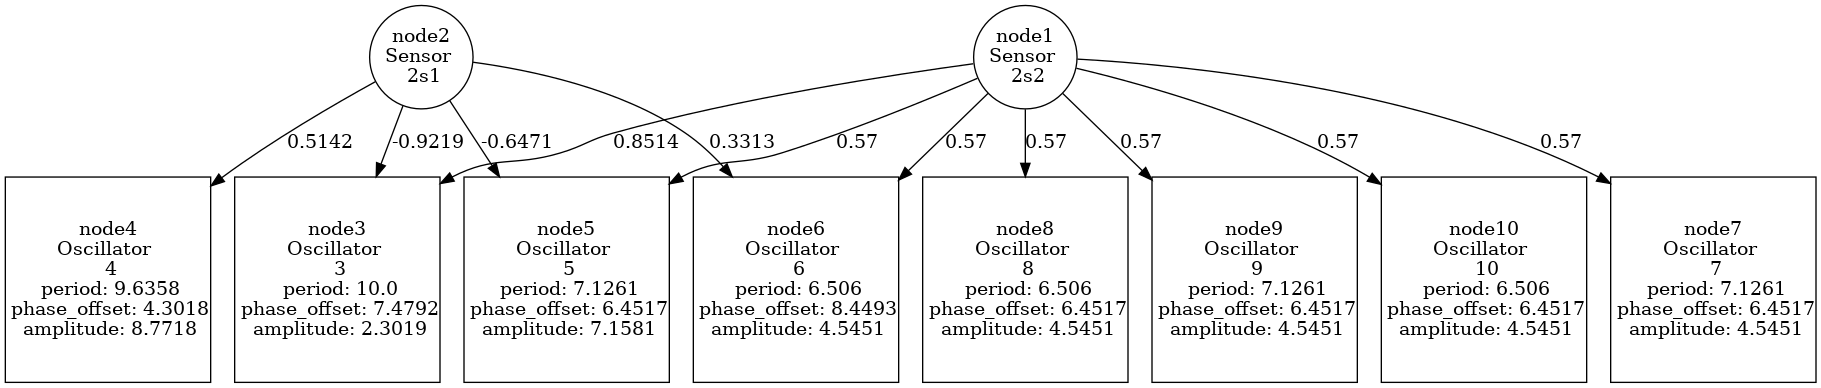 node2
Sensor
2s1
node1
Sensor
2s2
0.5142
-0.9219
-0.6471
0.8514
0.3313
0.57
0.57
0.57
0.57
0.57
0.57
node4
Oscillator
4
period: 9.6358
phase_offset: 4.3018
amplitude: 8.7718
node3
Oscillator
3
period: 10.0
phase_offset: 7.4792
amplitude: 2.3019
node5
Oscillator
5
period: 7.1261
phase_offset: 6.4517
amplitude: 7.1581
node6
Oscillator
6
period: 6.506
phase_offset: 8.4493
amplitude: 4.5451
node8
Oscillator
8
period: 6.506
phase_offset: 6.4517
amplitude: 4.5451
node9
Oscillator
9
period: 7.1261
phase_offset: 6.4517
amplitude: 4.5451
node10
Oscillator
10
period: 6.506
phase_offset: 6.4517
amplitude: 4.5451
node7
Oscillator
7
period: 7.1261
phase_offset: 6.4517
amplitude: 4.5451